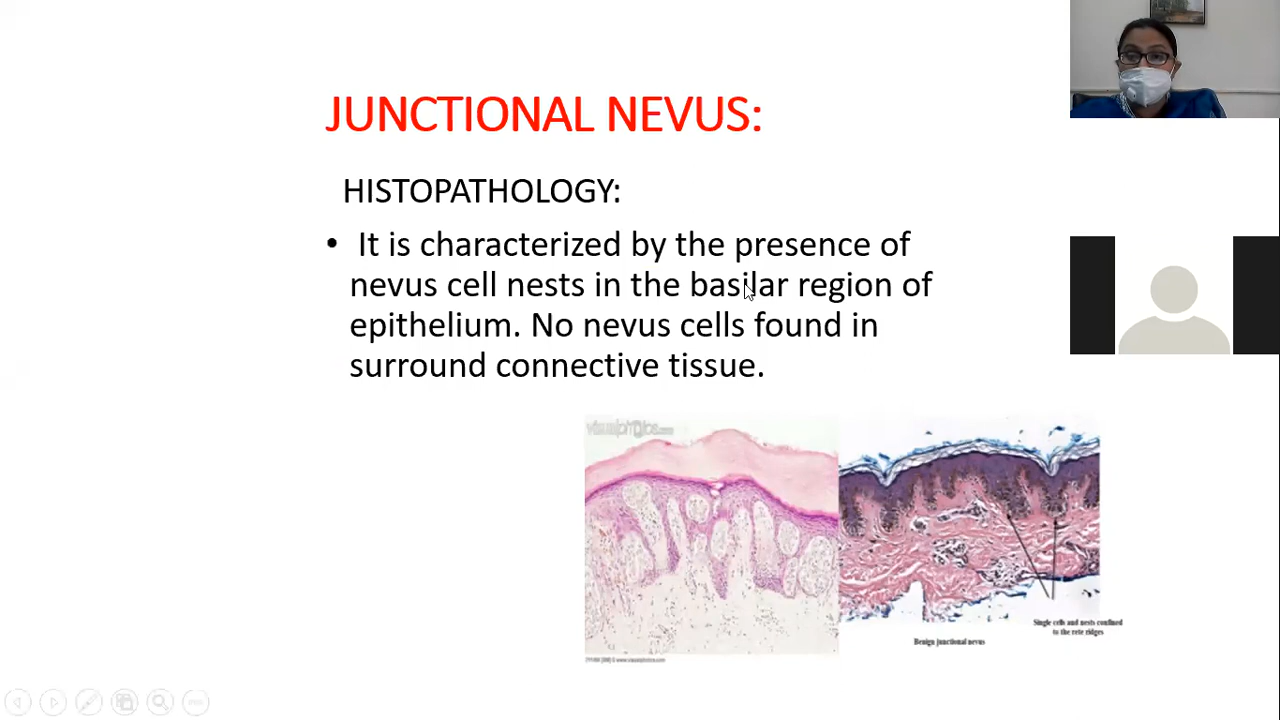 JUNCTIONAL NEVUS:
HISTOPATHOLOGY:
• It is characterized by the presence of
nevus cell nests in the basilar region of
epithelium. No nevus cells found in
surround connective tissue.
Single cells and nests confined
to the rete ridges
Benign junctional nevus